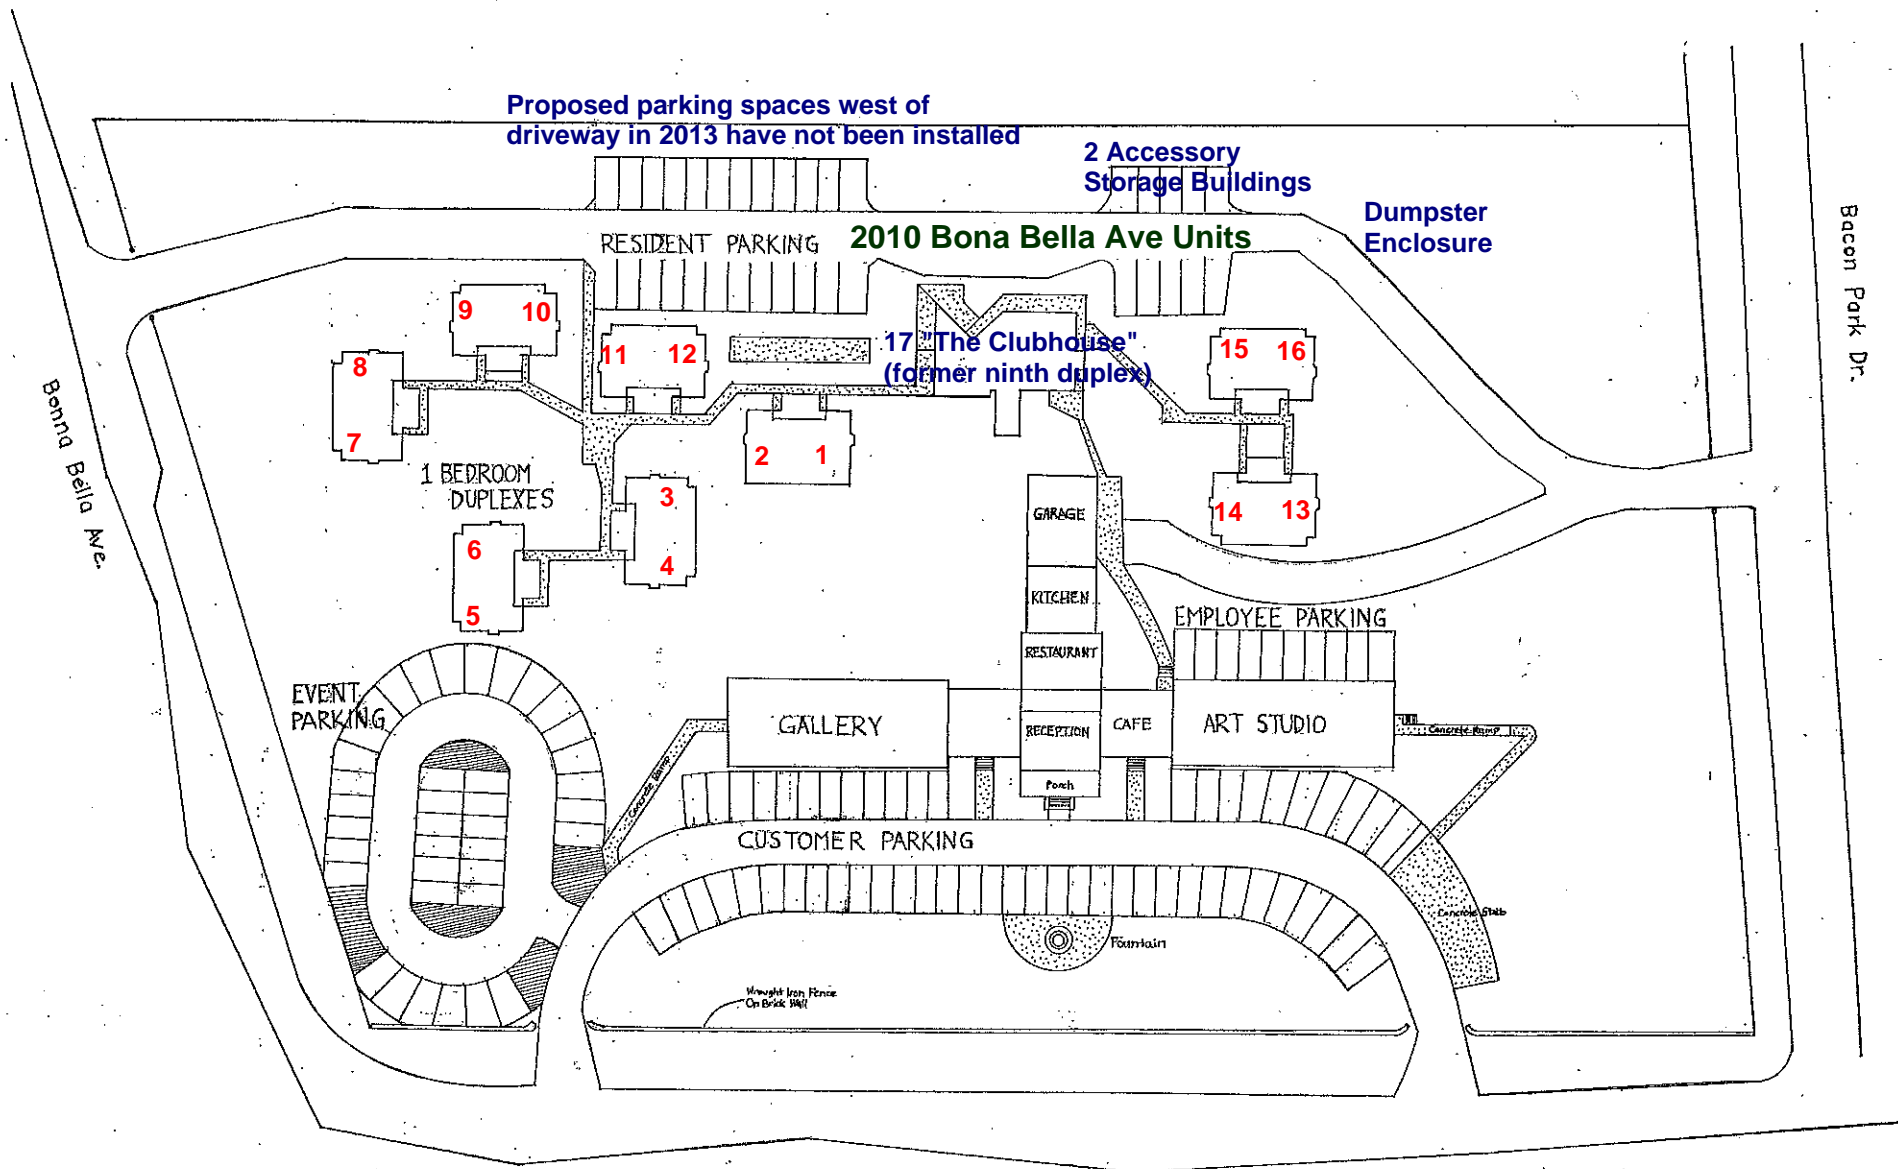 Proposed parking spaces west of
driveway in 2013 have not been installed
2 Accessory
Storage Buildings
Dumpster
Enclosure
RESIDENT PARKING
2010 Bona Bella Ave Units
Bacon Park Dr.
9 10
8
7
11 12
17 "The Clubhouse"
(former ninth duplex)
15 16
Bonna Bella Ave.
2 1
1 BEDROOM
DUPLEXES
3
4
14 13
6
5
GARAGE
KITCHEN
RESTAURANT
EMPLOYEE PARKING
EVENT
PARKING
GALLERY
RECEPTION
CAFE
ART STUDIO
Concrete Ramp
Concrete Ramp
Porch
CUSTOMER PARKING
Concrete Slab
Fountain
Wrought Iron Fence
On Brick Wall